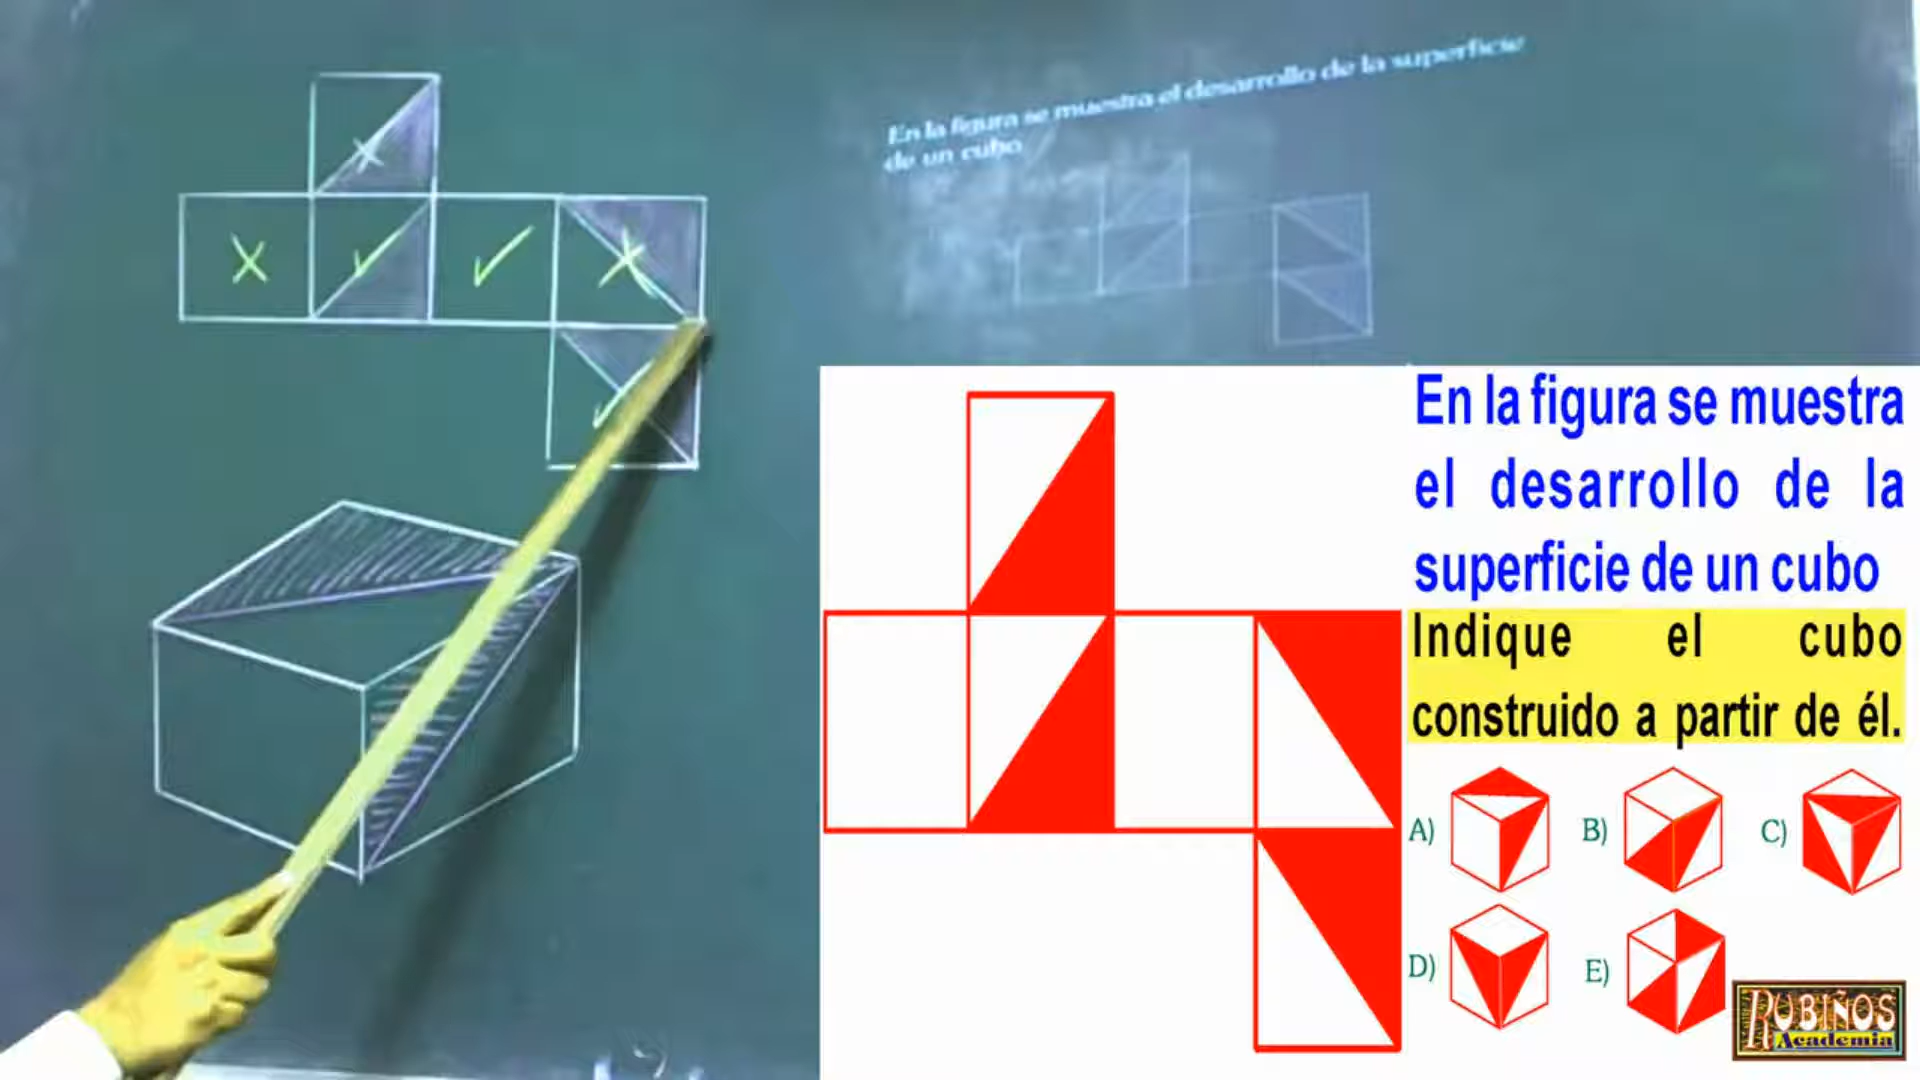 En la figura se muestra el desarrollo de la superficie
de un cubo
En la figura se muestra
el desarrollo de la
superficie de un cubo
Indique el cubo
construido a partir de él.
A)
B)
C)
D)
E)
RUBIÑOS
Academia